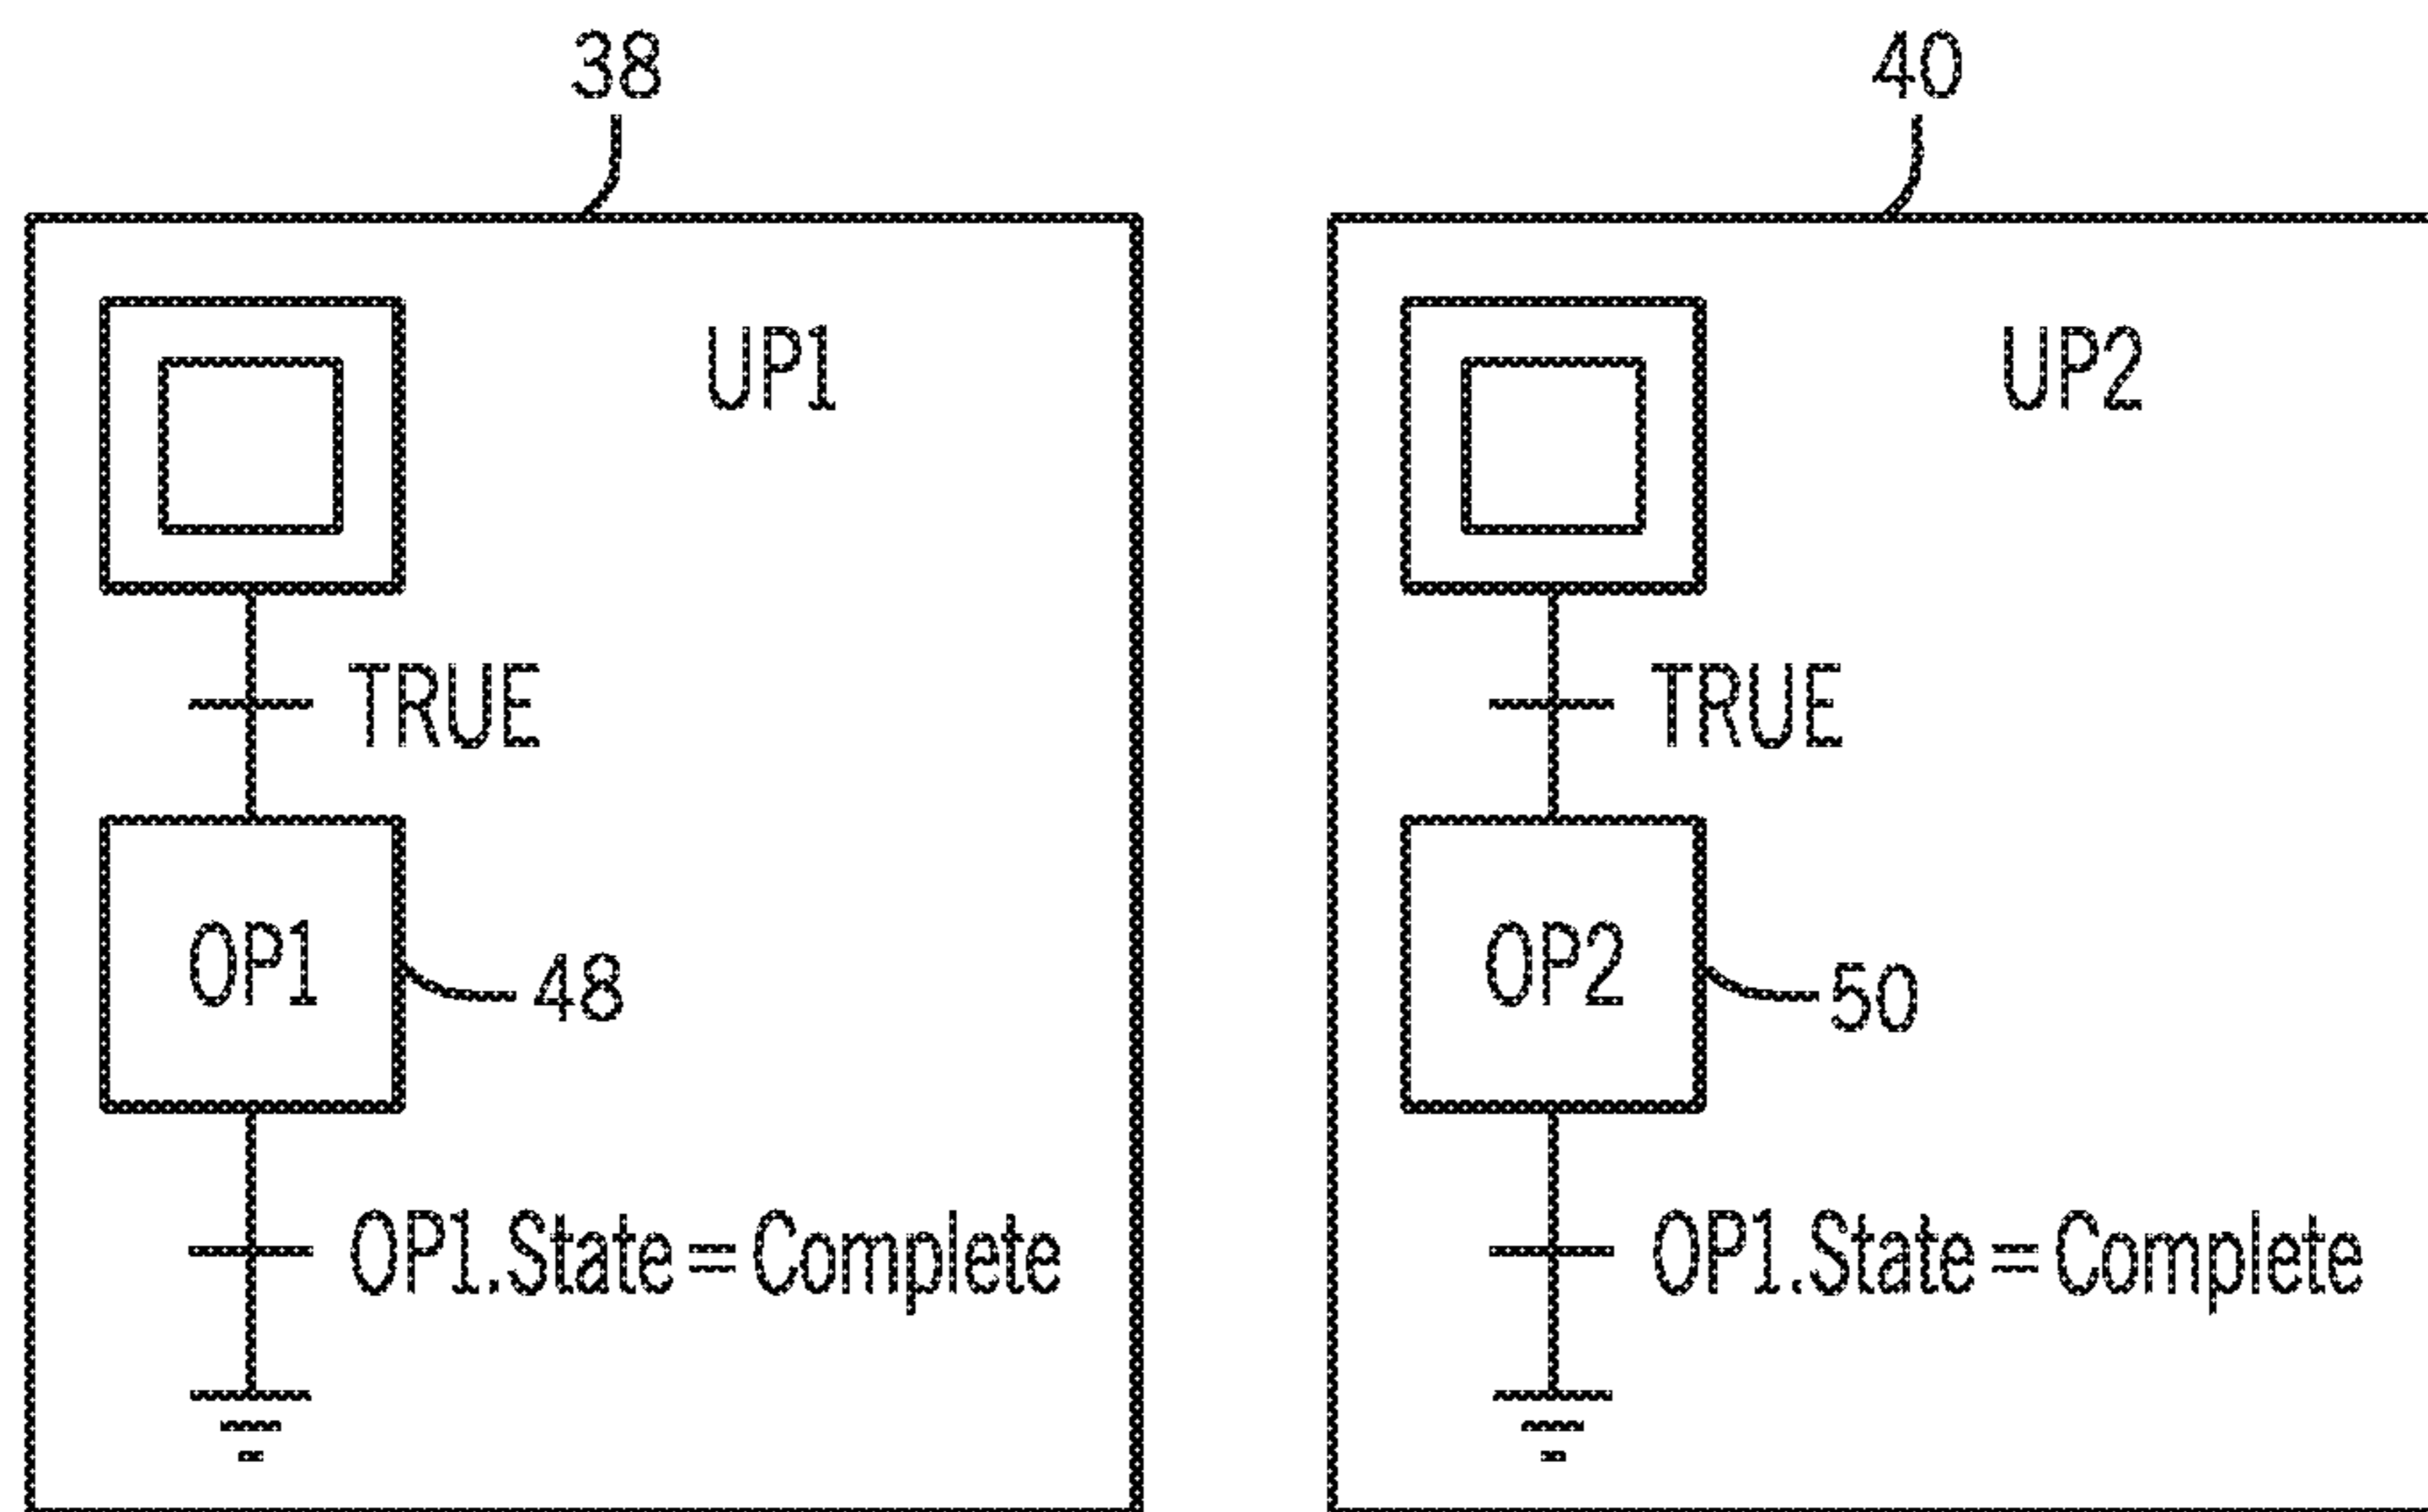 38
UP1
TRUE
OP1
48
OP1.State=Complete
40
UP2
TRUE
OP2
50
OP1.State=Complete